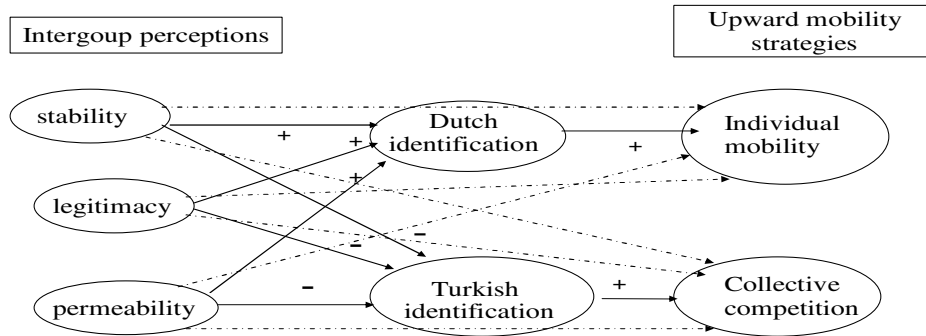 Intergoup perceptions
Upward mobility
strategies
stability
Dutch
identification
Individual
mobility
+
+
+
+
legitimacy
–
–
permeability
–
Turkish
identification
+
Collective
competition